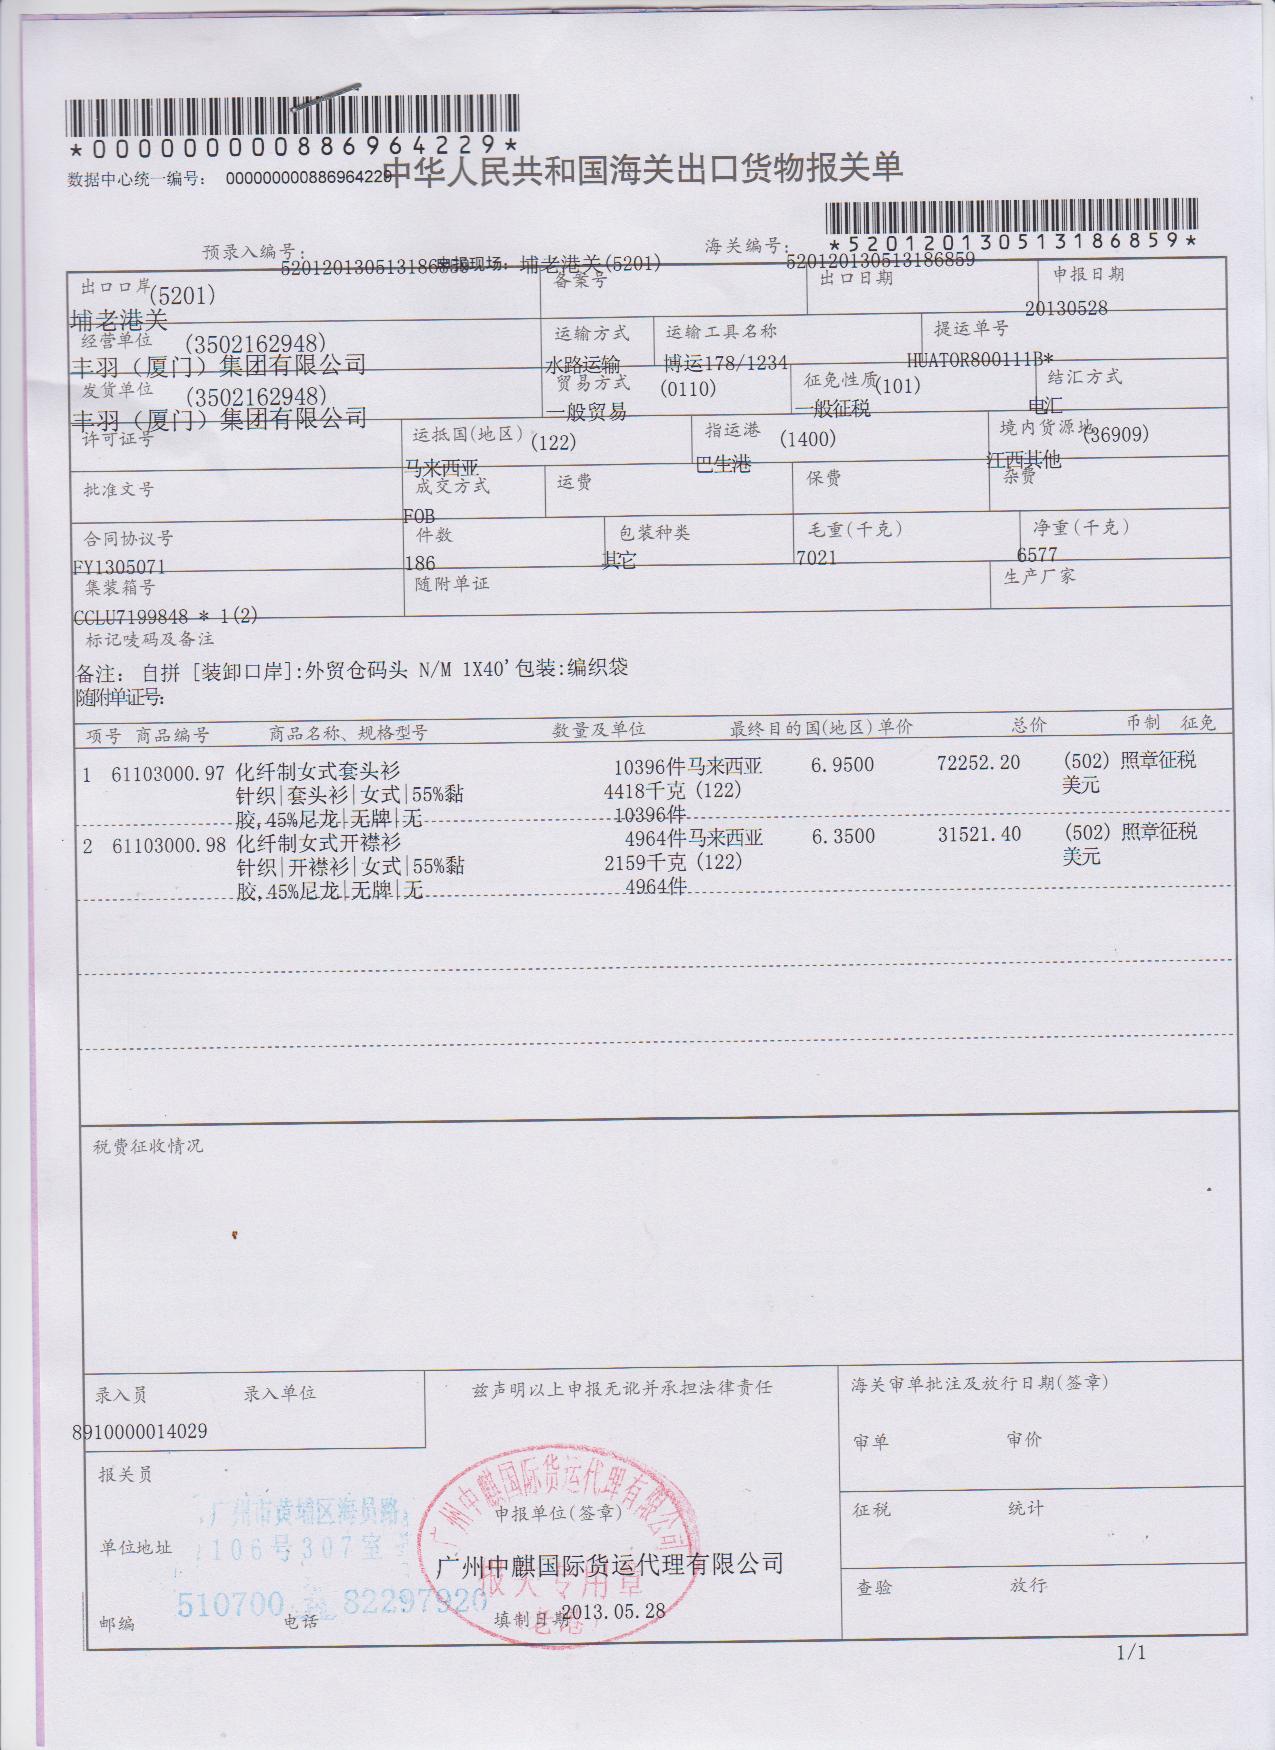 *000000000886964229*
数据中心统一编号: 000000000886964229
中华人民共和国海关出口货物报关单
*520120130513186859*
预录入编号: 520120130513186859 申报现场: 埔老港关(5201) 海关编号: 520120130513186859
出口口岸 (5201) 备案号 出口日期 申报日期
埔老港关 20130528
经营单位 (3502162948) 运输方式 运输工具名称 提运单号
丰羽（厦门）集团有限公司 水路运输 博运178/1234 HUATOR800111B*
发货单位 (3502162948) 贸易方式 (0110) 征免性质(101) 结汇方式
丰羽（厦门）集团有限公司 一般贸易 一般征税 电汇
许可证号 运抵国(地区) (122) 指运港 (1400) 境内货源地(36909)
马来西亚 巴生港 江西其他
批准文号 成交方式 运费 保费 杂费
FOB
合同协议号 件数 包装种类 毛重(千克) 净重(千克)
FY1305071 186 其它 7021 6577
集装箱号 随附单证 生产厂家
CCLU7199848 * 1(2)
标记唛码及备注
备注: 自拼 [装卸口岸]:外贸仓码头 N/M 1X40'包装:编织袋
随附单证号:
项号 商品编号 商品名称、规格型号 数量及单位 最终目的国(地区) 单价 总价 币制 征免
1 61103000.97 化纤制女式套头衫 10396件 马来西亚 6.9500 72252.20 (502) 照章征税
针织|套头衫|女式|55%黏 4418千克 (122) 美元
胶,45%尼龙|无牌|无 10396件
2 61103000.98 化纤制女式开襟衫 4964件 马来西亚 6.3500 31521.40 (502) 照章征税
针织|开襟衫|女式|55%黏 2159千克 (122) 美元
胶,45%尼龙|无牌|无 4964件
税费征收情况
录入员 录入单位 兹声明以上申报无讹并承担法律责任 海关审单批注及放行日期(签章)
8910000014029
审单 审价
报关员
广州中麒国际货运代理有限公司
申报单位(签章) 征税 统计
广州市黄埔区海员路
单位地址 106号307室
广州中麒国际货运代理有限公司
报关专用章
查验 放行
510700 82297920
邮编 电话 填制日期 2013.05.28
(老港)
1/1